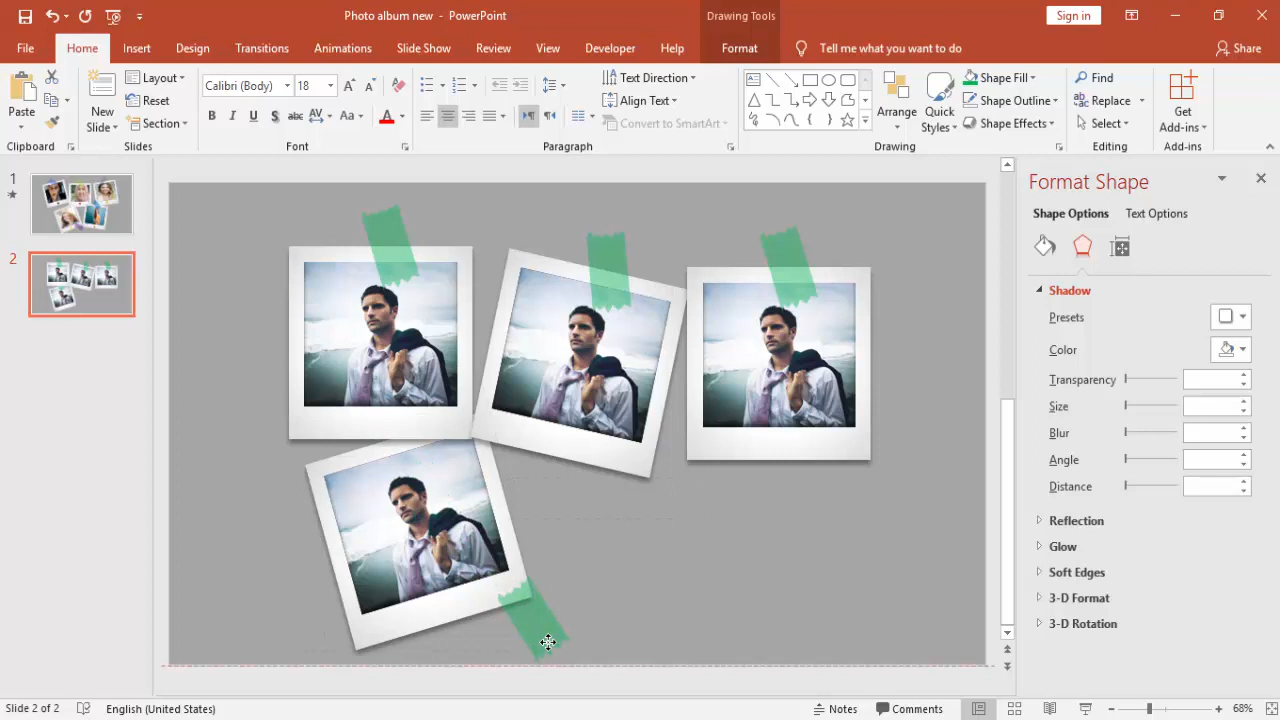 Photo album new - PowerPoint
Drawing Tools
Sign in
File Home Insert Design Transitions Animations Slide Show Review View Developer Help Format Tell me what you want to do Share
Paste
Clipboard
New
Slide
Layout
Reset
Section
Slides
Calibri (Body) 18
B I U S abc AV Aa A
Font
Text Direction
Align Text
Convert to SmartArt
Paragraph
Arrange
Quick
Styles
Shape Fill
Shape Outline
Shape Effects
Drawing
Find
Replace
Select
Editing
Get
Add-ins
Add-ins
1
2
Format Shape
Shape Options Text Options
Shadow
Presets
Color
Transparency
Size
Blur
Angle
Distance
Reflection
Glow
Soft Edges
3-D Format
3-D Rotation
Slide 2 of 2 English (United States) Notes Comments 68%